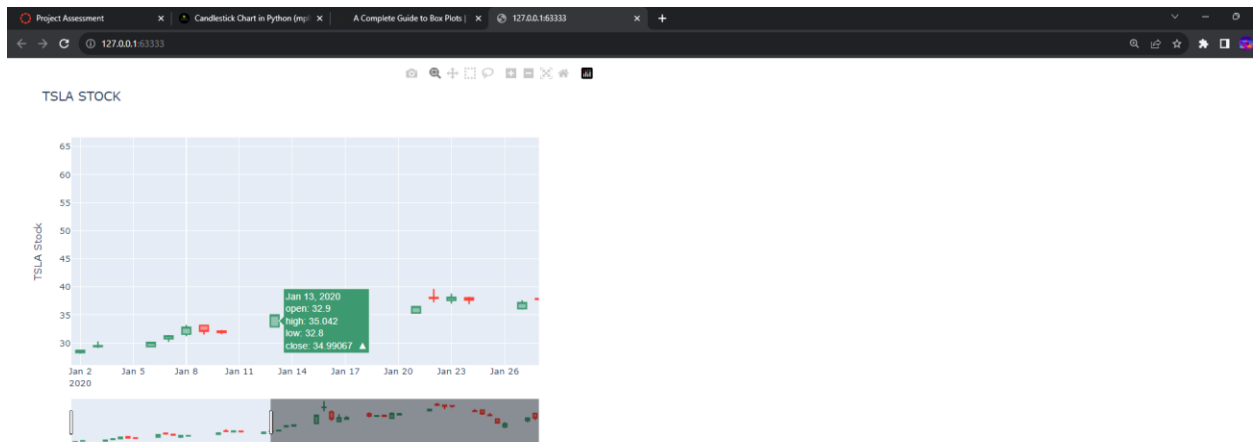 Project Assessment
Candlestick Chart in Python (mpl
A Complete Guide to Box Plots |
127.0.0.1:63333
127.0.0.1:63333
TSLA STOCK
65
60
55
50
45
40
35
30
TSLA Stock
Jan 13, 2020
open: 32.9
high: 35.042
low: 32.8
close: 34.99067 ▲
Jan 2 Jan 5 Jan 8 Jan 11 Jan 14 Jan 17 Jan 20 Jan 23 Jan 26
2020